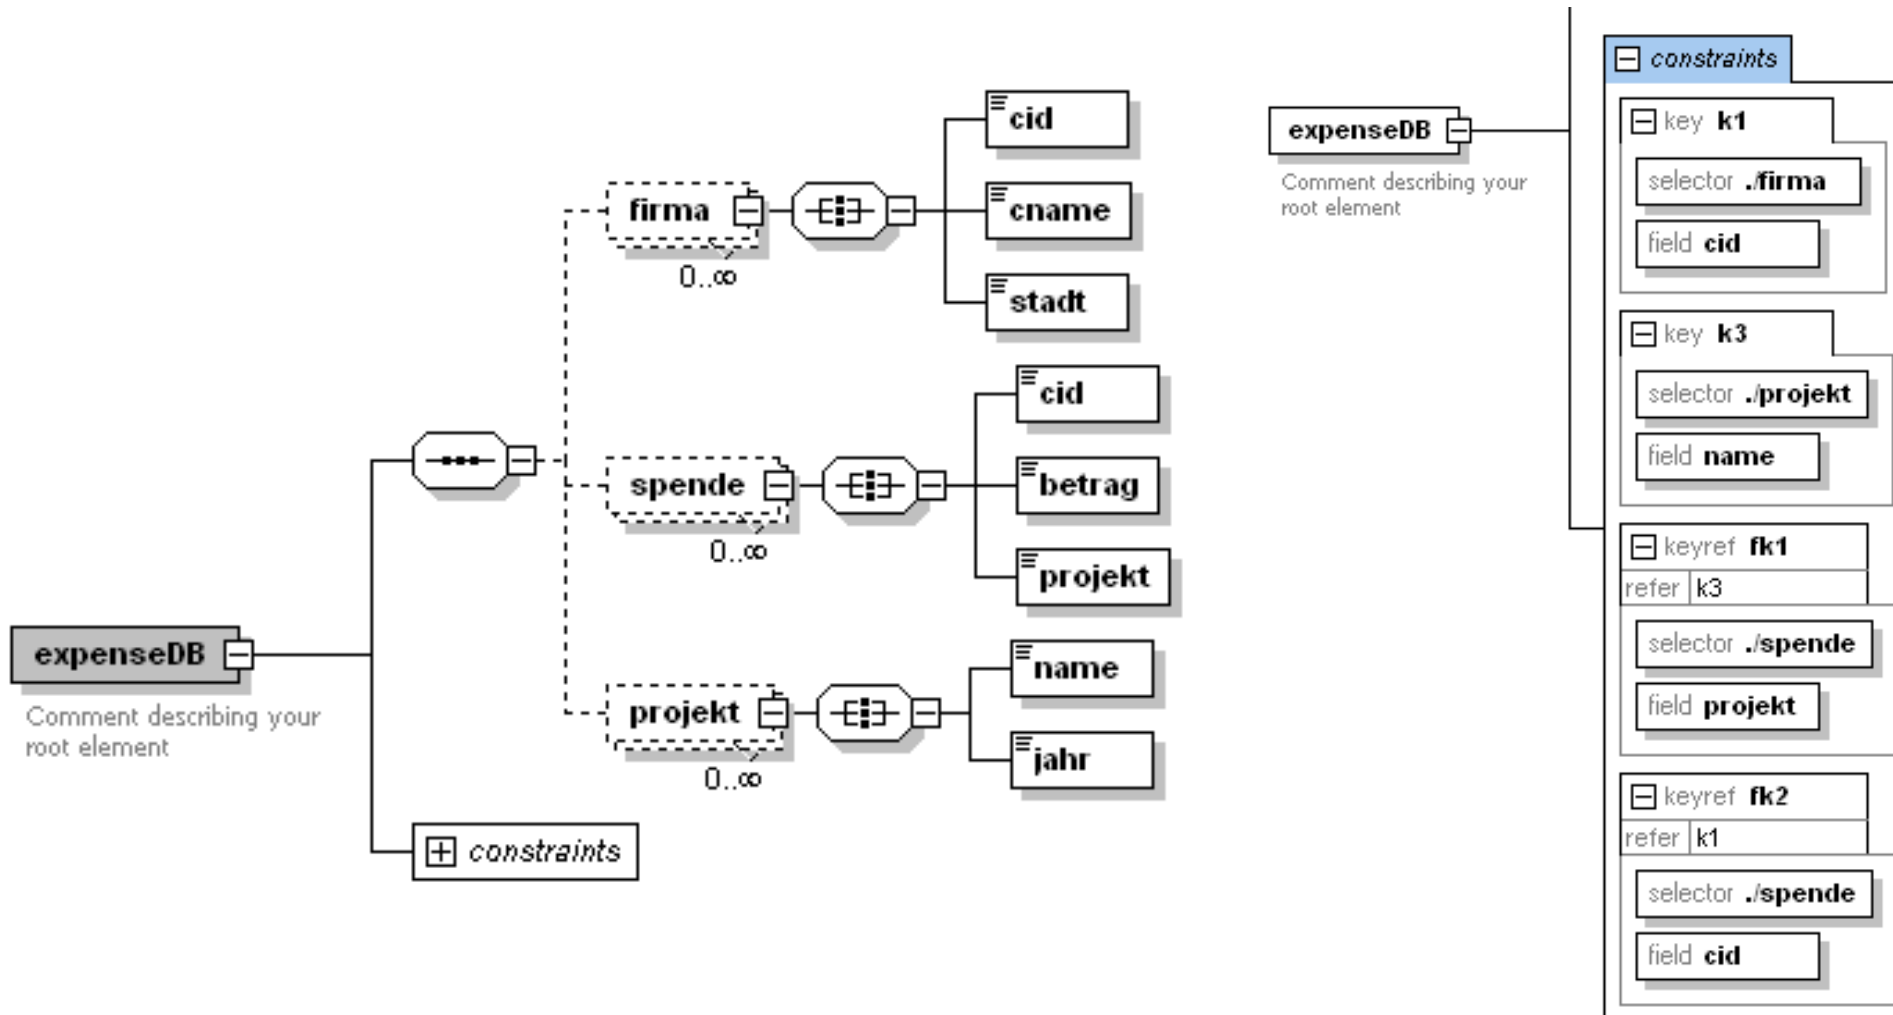 cid
firma
cname
0..∞
stadt
cid
spende
betrag
0..∞
projekt
expenseDB
Comment describing your
root element
name
projekt
jahr
0..∞
constraints
expenseDB
Comment describing your
root element
constraints
key k1
selector ./firma
field cid
key k3
selector ./projekt
field name
keyref fk1
refer k3
selector ./spende
field projekt
keyref fk2
refer k1
selector ./spende
field cid